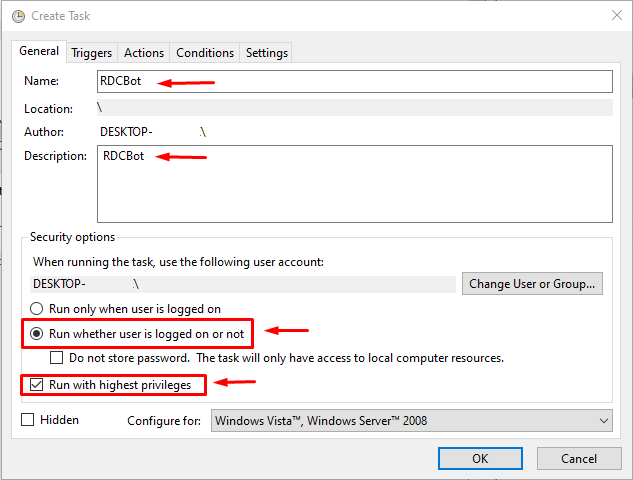 Create Task
General Triggers Actions Conditions Settings
Name: RDCBot
Location: \
Author: DESKTOP- \
Description: RDCBot
Security options
When running the task, use the following user account:
DESKTOP- \ Change User or Group...
Run only when user is logged on
Run whether user is logged on or not
Do not store password. The task will only have access to local computer resources.
Run with highest privileges
Hidden Configure for: Windows Vista™, Windows Server™ 2008
OK Cancel